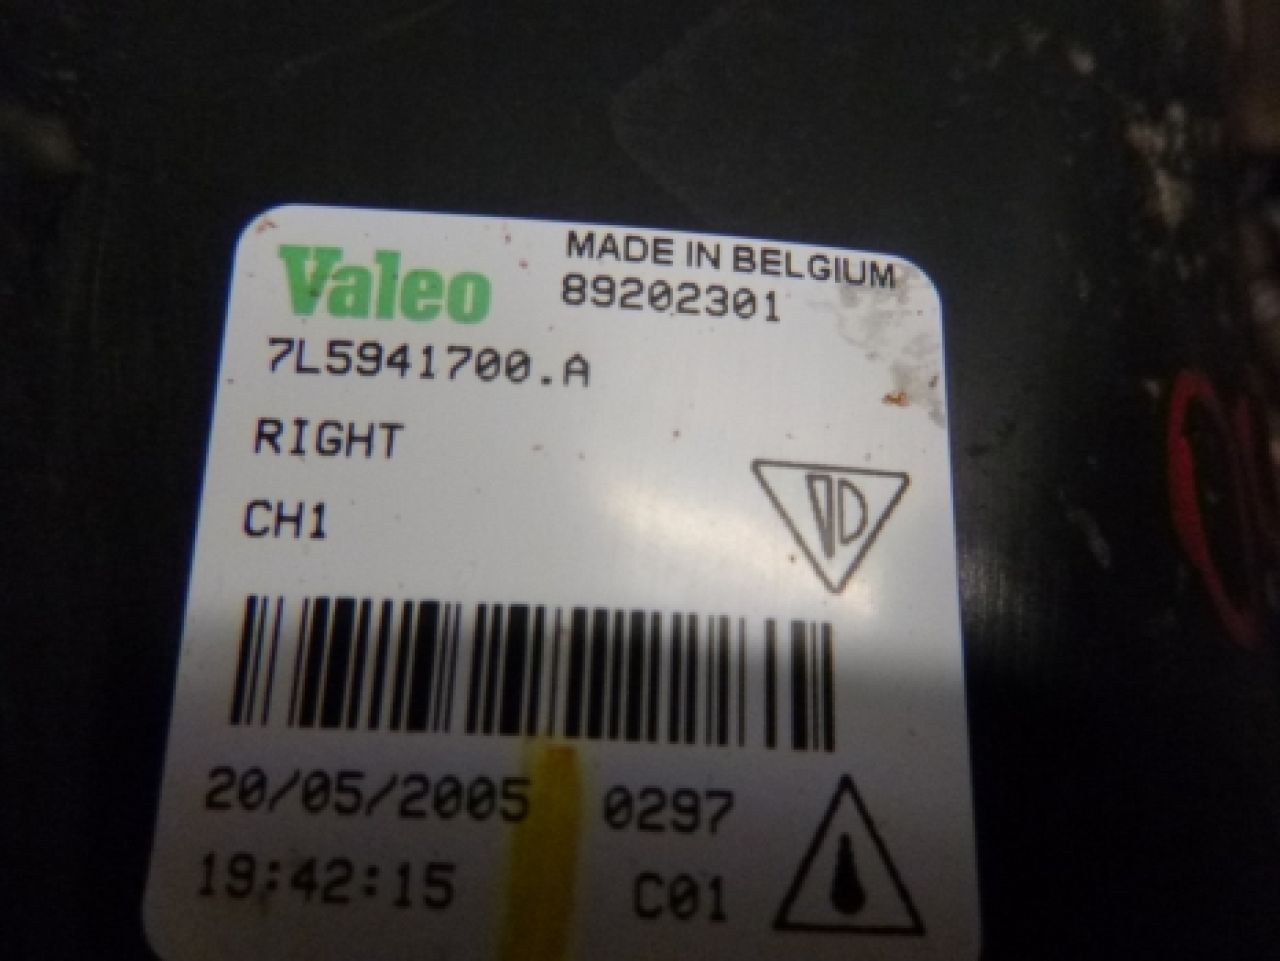 Valeo
MADE IN BELGIUM
89202301
7L5941700.A
RIGHT
CH1
20/05/2005 0297
19:42:15 C01